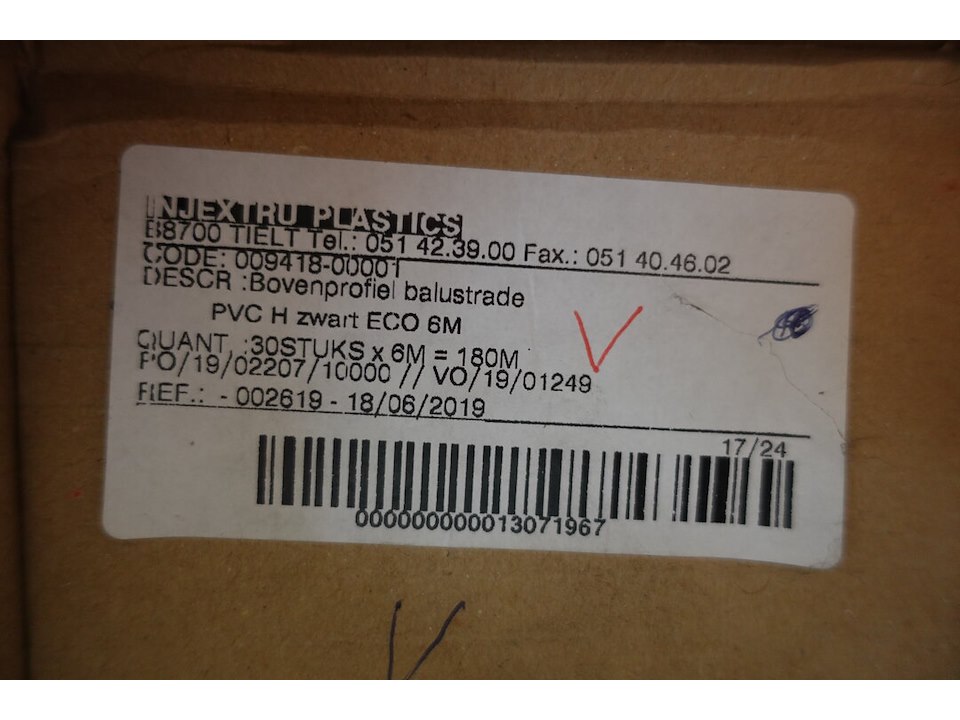 INJEXTRU PLASTICS
B8700 TIELT Tel.: 051 42.39.00 Fax.: 051 40.46.02
CODE: 009418-00001
DESCR :Bovenprofiel balustrade
PVC H zwart ECO 6M
QUANT :30STUKS x 6M = 180M
PO/19/02207/10000 // VO/19/01249
REF.: - 002619 - 18/06/2019
17/24
000000000013071967